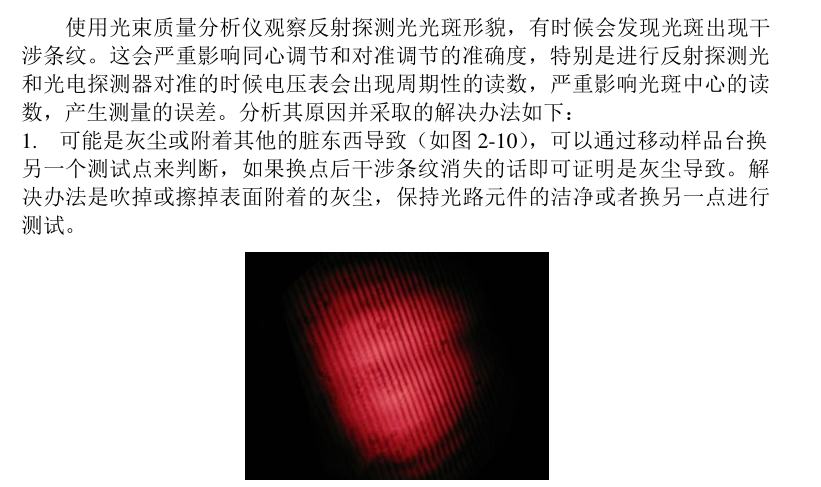 使用光束质量分析仪观察反射探测光光斑形貌，有时候会发现光斑出现干
涉条纹。这会严重影响同心调节和对准调节的准确度，特别是进行反射探测光
和光电探测器对准的时候电压表会出现周期性的读数，严重影响光斑中心的读
数，产生测量的误差。分析其原因并采取的解决办法如下：
1. 可能是灰尘或附着其他的脏东西导致（如图 2-10），可以通过移动样品台换
另一个测试点来判断，如果换点后干涉条纹消失的话即可证明是灰尘导致。解
决办法是吹掉或擦掉表面附着的灰尘，保持光路元件的洁净或者换另一点进行
测试。